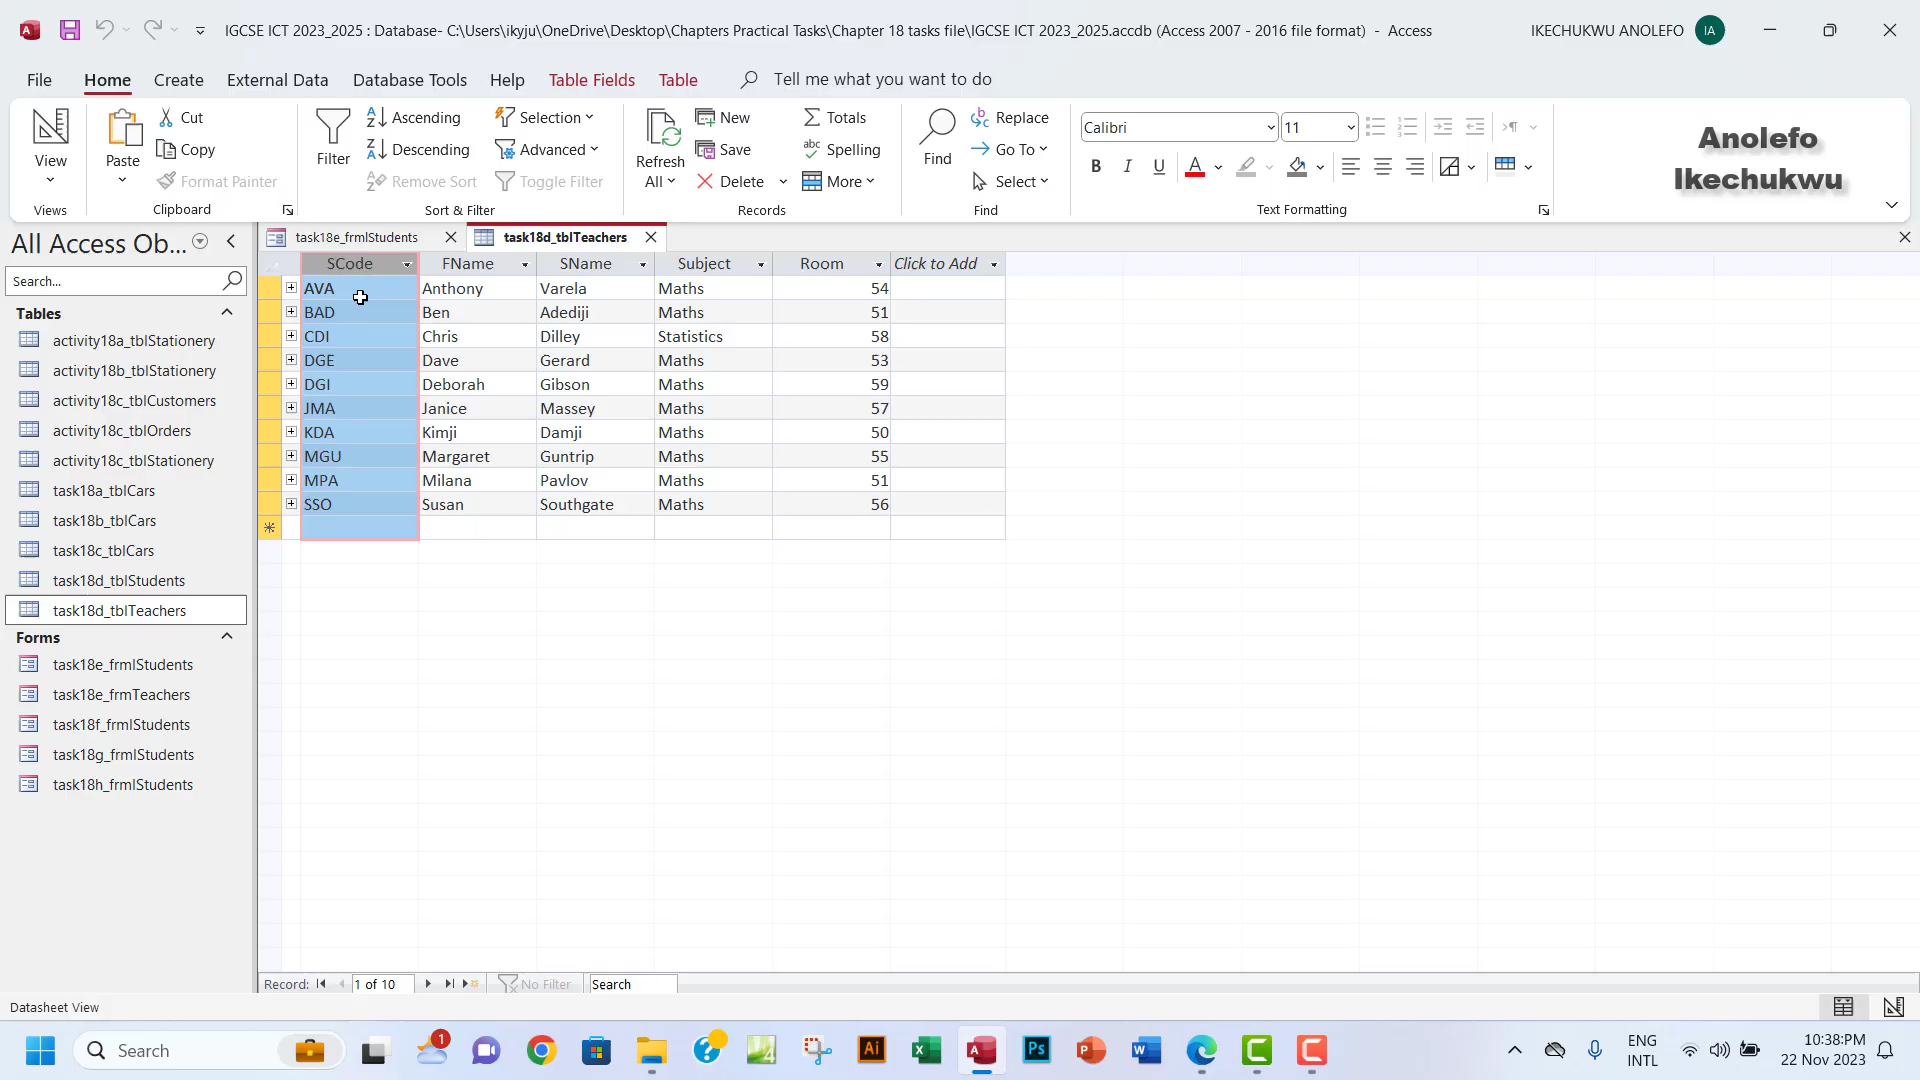 IGCSE ICT 2023_2025 : Database- C:\Users\ikyju\OneDrive\Desktop\Chapters Practical Tasks\Chapter 18 tasks file\IGCSE ICT 2023_2025.accdb (Access 2007 - 2016 file format) - Access
IKECHUKWU ANOLEFO
IA
File Home Create External Data Database Tools Help Table Fields Table Tell me what you want to do
View
Views
Paste
Cut
Copy
Format Painter
Clipboard
Filter
Ascending
Descending
Remove Sort
Selection
Advanced
Toggle Filter
Sort & Filter
Refresh
All
New
Save
Delete
Totals
Spelling
More
Records
Find
Replace
Go To
Select
Find
Calibri
11
B I U A
Text Formatting
Anolefo
Ikechukwu
All Access Ob...
Search...
Tables
activity18a_tblStationery
activity18b_tblStationery
activity18c_tblCustomers
activity18c_tblOrders
activity18c_tblStationery
task18a_tblCars
task18b_tblCars
task18c_tblCars
task18d_tblStudents
task18d_tblTeachers
Forms
task18e_frmlStudents
task18e_frmTeachers
task18f_frmlStudents
task18g_frmlStudents
task18h_frmlStudents
task18e_frmlStudents
task18d_tblTeachers
SCode FName SName Subject Room Click to Add
AVA Anthony Varela Maths 54
BAD Ben Adediji Maths 51
CDI Chris Dilley Statistics 58
DGE Dave Gerard Maths 53
DGI Deborah Gibson Maths 59
JMA Janice Massey Maths 57
KDA Kimji Damji Maths 50
MGU Margaret Guntrip Maths 55
MPA Milana Pavlov Maths 51
SSO Susan Southgate Maths 56
Record: 1 of 10 No Filter Search
Datasheet View
Search
1
Ai
Ps
ENG
INTL
10:38:PM
22 Nov 2023